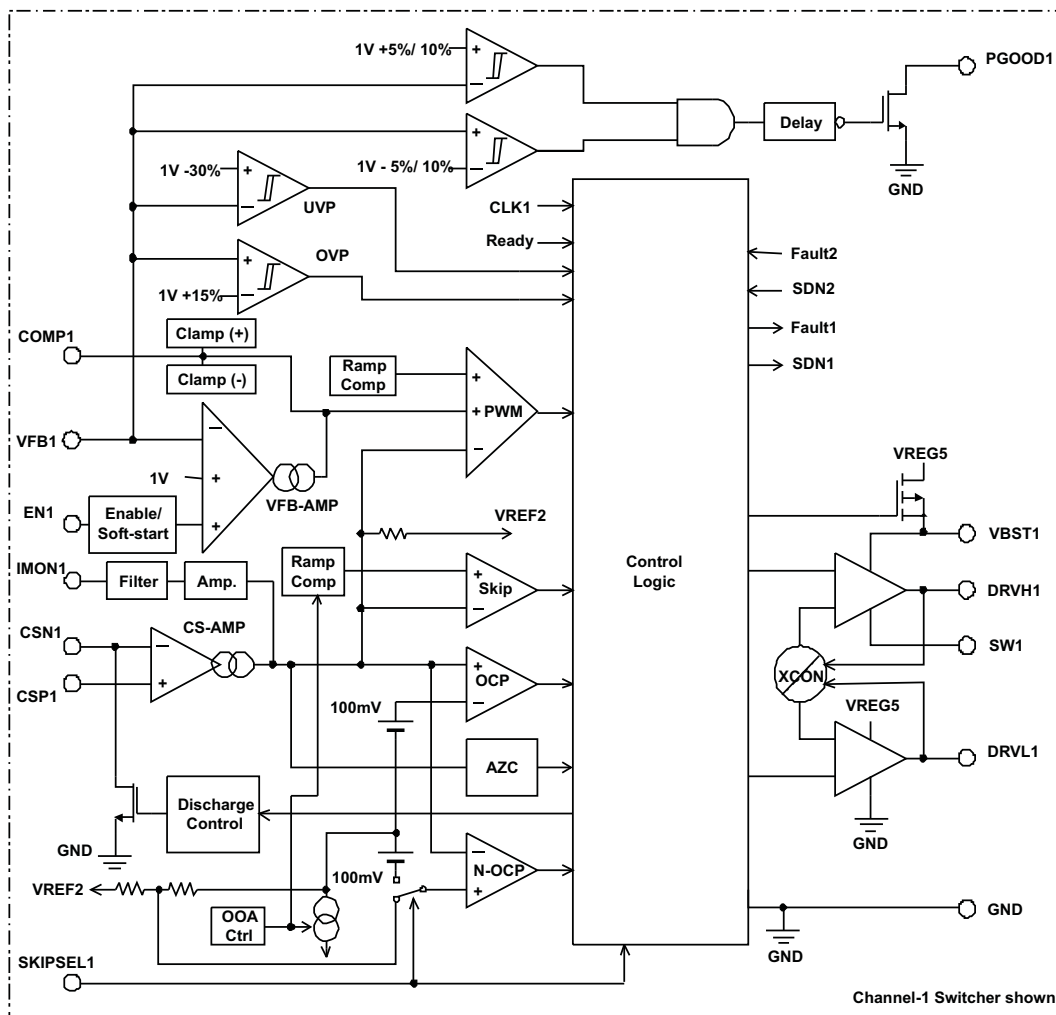 1V +5%/ 10%
PGOOD1
Delay
1V - 5%/ 10%
GND
1V -30%
UVP
CLK1
Ready
OVP
Fault2
1V +15%
SDN2
COMP1
Clamp (+)
Fault1
Clamp (-)
Ramp
Comp
SDN1
PWM
VFB1
1V
VREG5
VFB-AMP
EN1
Enable/
Soft-start
VREF2
VBST1
IMON1
Filter
Amp.
Ramp
Comp
Skip
Control
Logic
DRVH1
CSN1
CS-AMP
SW1
CSP1
OCP
XCON
100mV
VREG5
AZC
DRVL1
Discharge
Control
GND
GND
100mV
N-OCP
VREF2
OOA
Ctrl
GND
GND
SKIPSEL1
Channel-1 Switcher shown